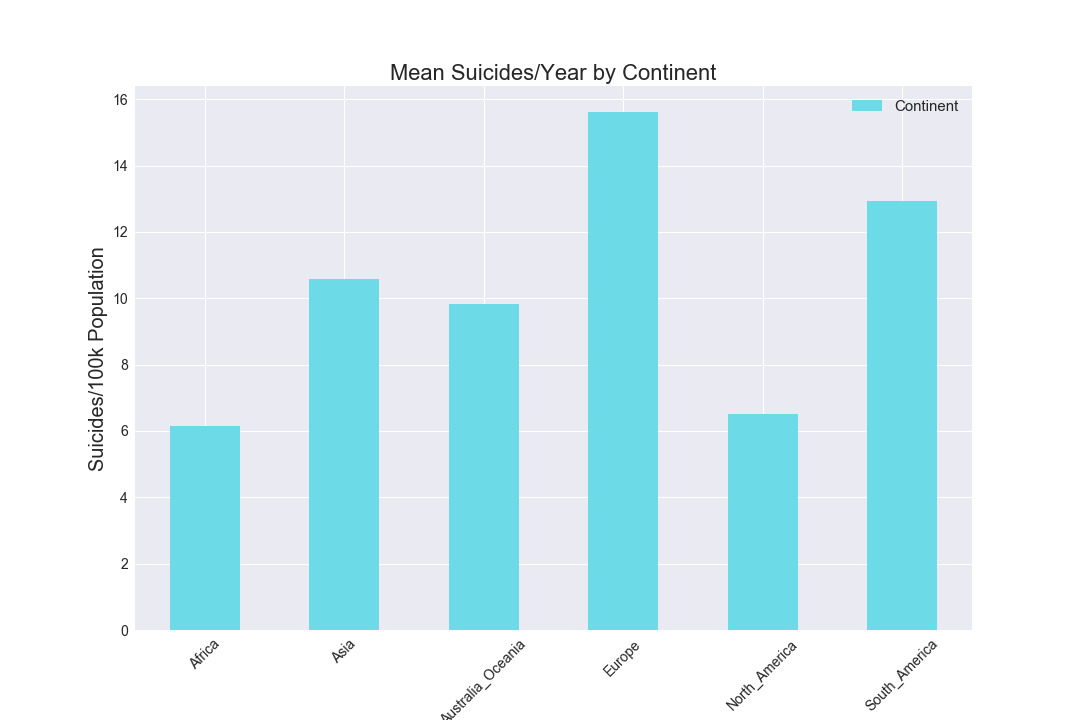 Mean Suicides/Year by Continent
Continent
Suicides/100k Population
16
14
12
10
8
6
4
2
0
Africa
Asia
Australia_Oceania
Europe
North_America
South_America